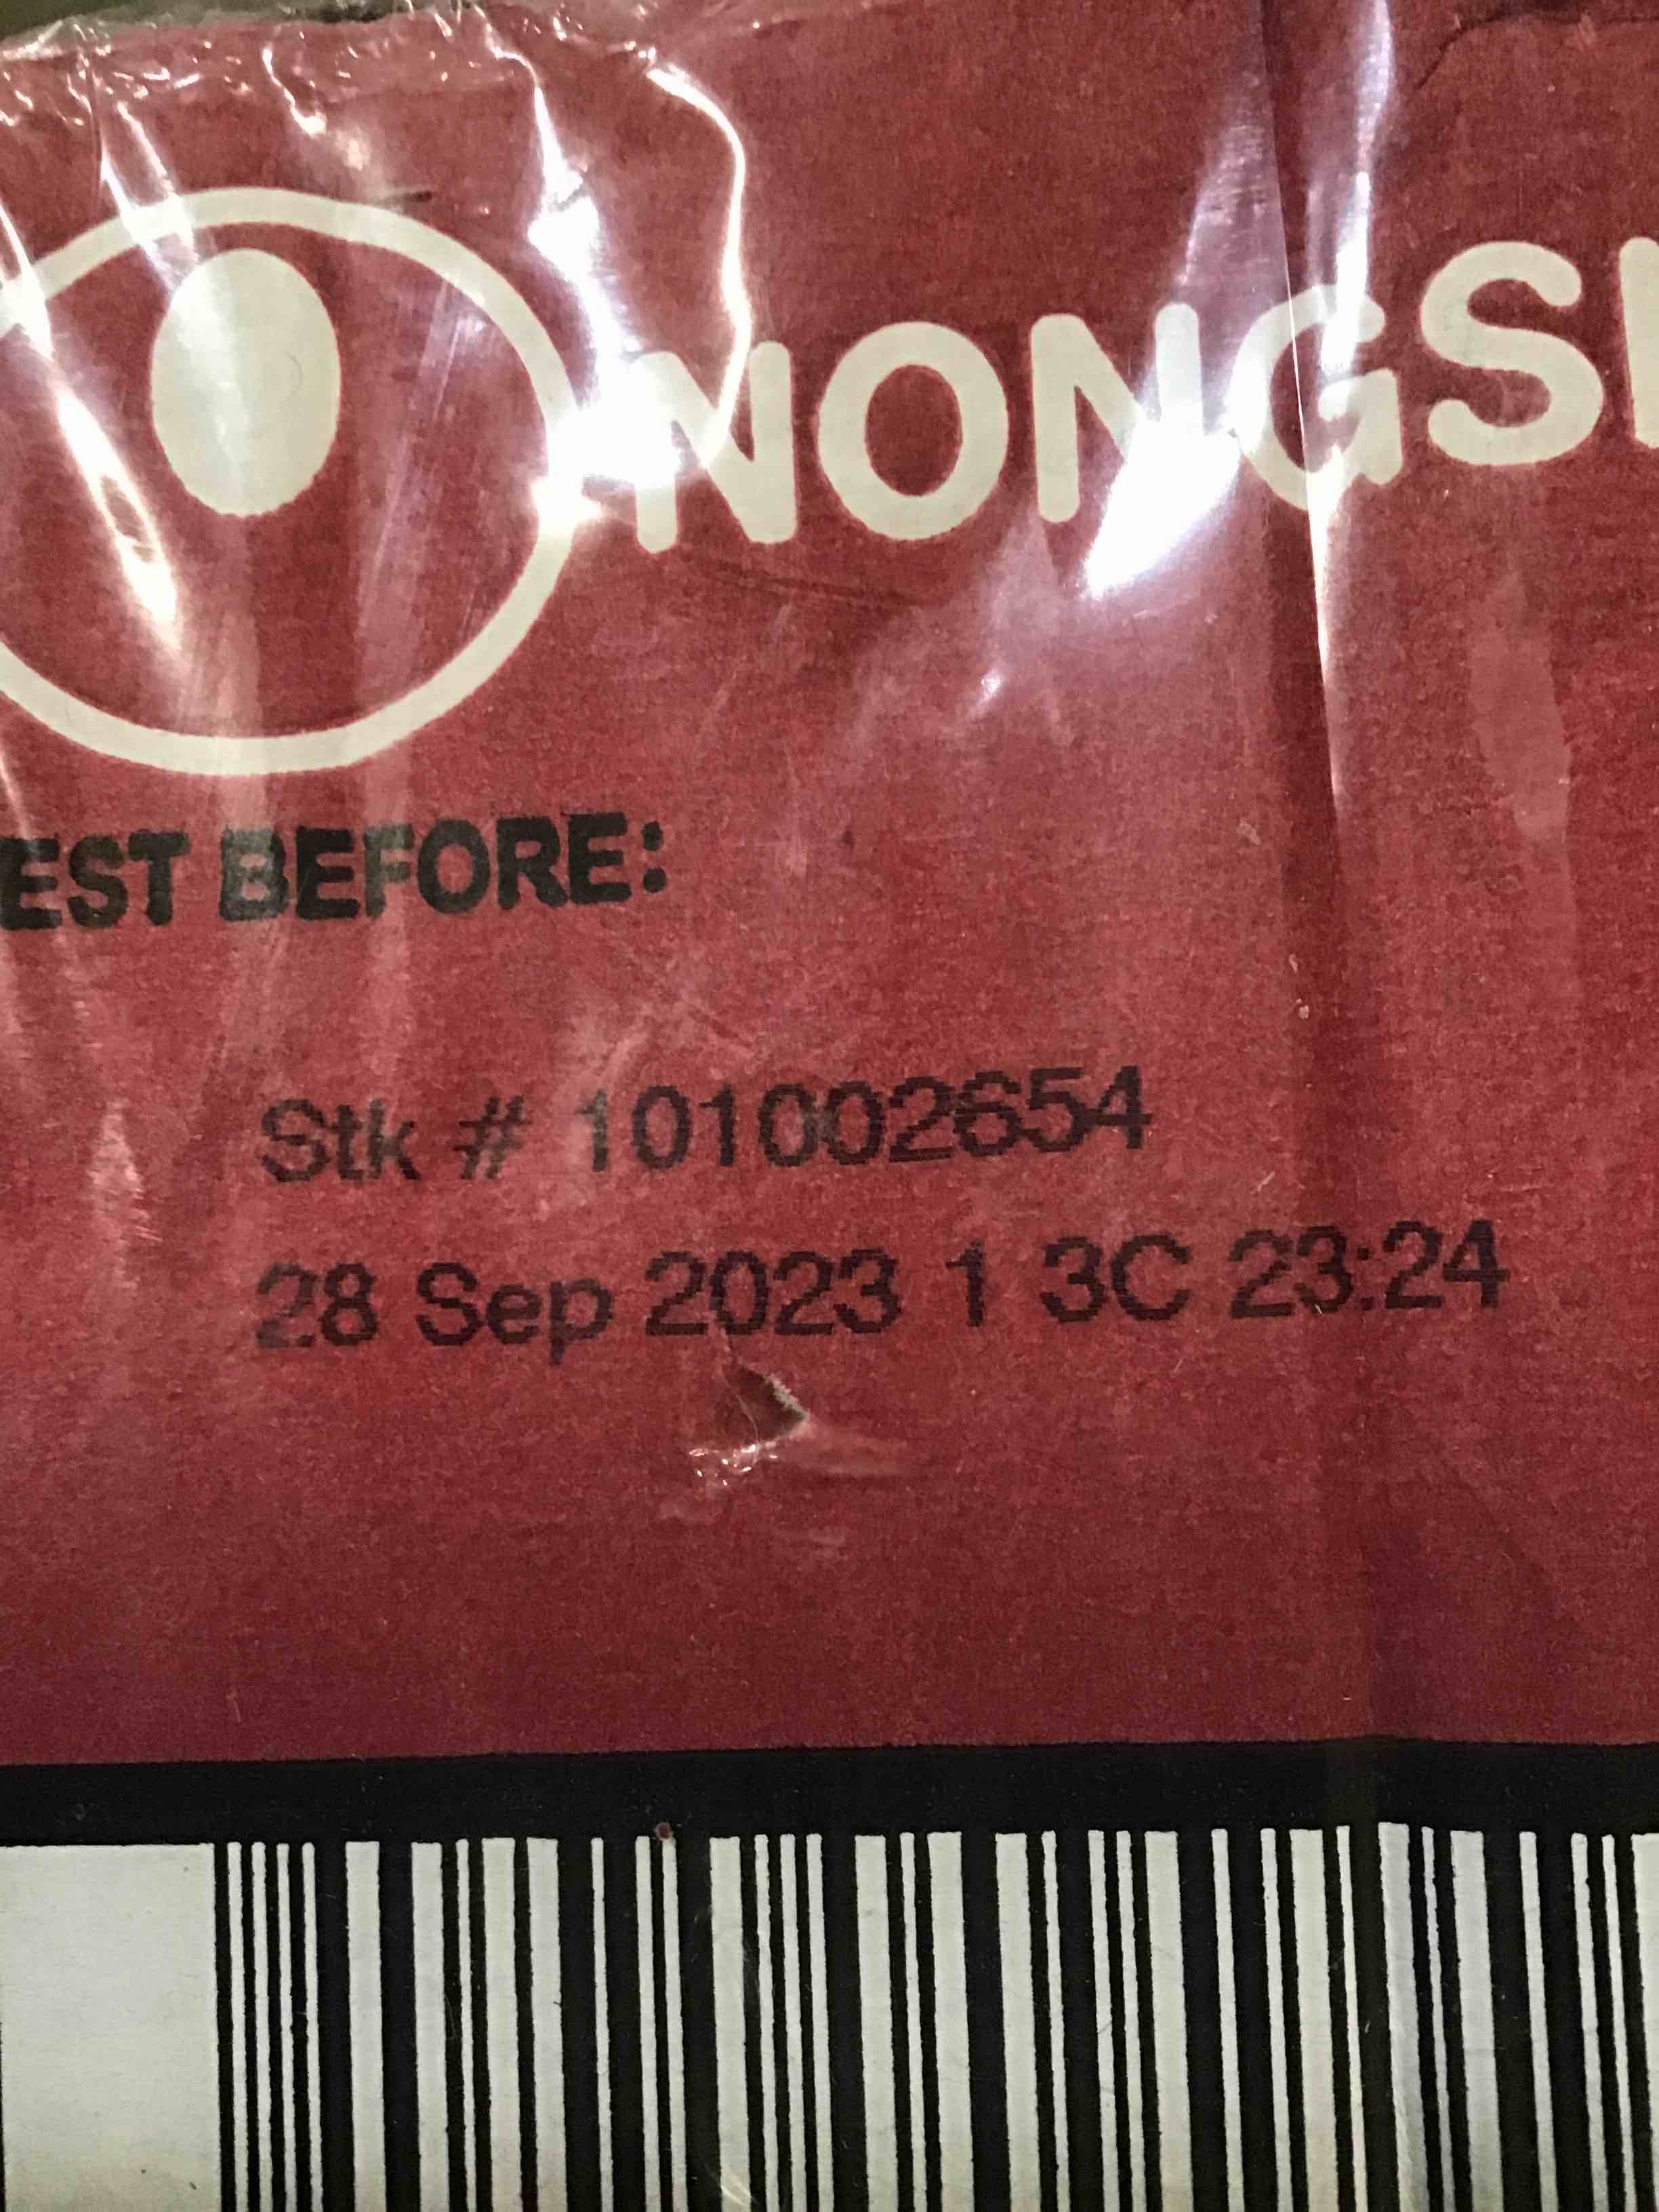 NONGS
EST BEFORE:
Stk # 101002654
28 Sep 2023 1 3C 23:24